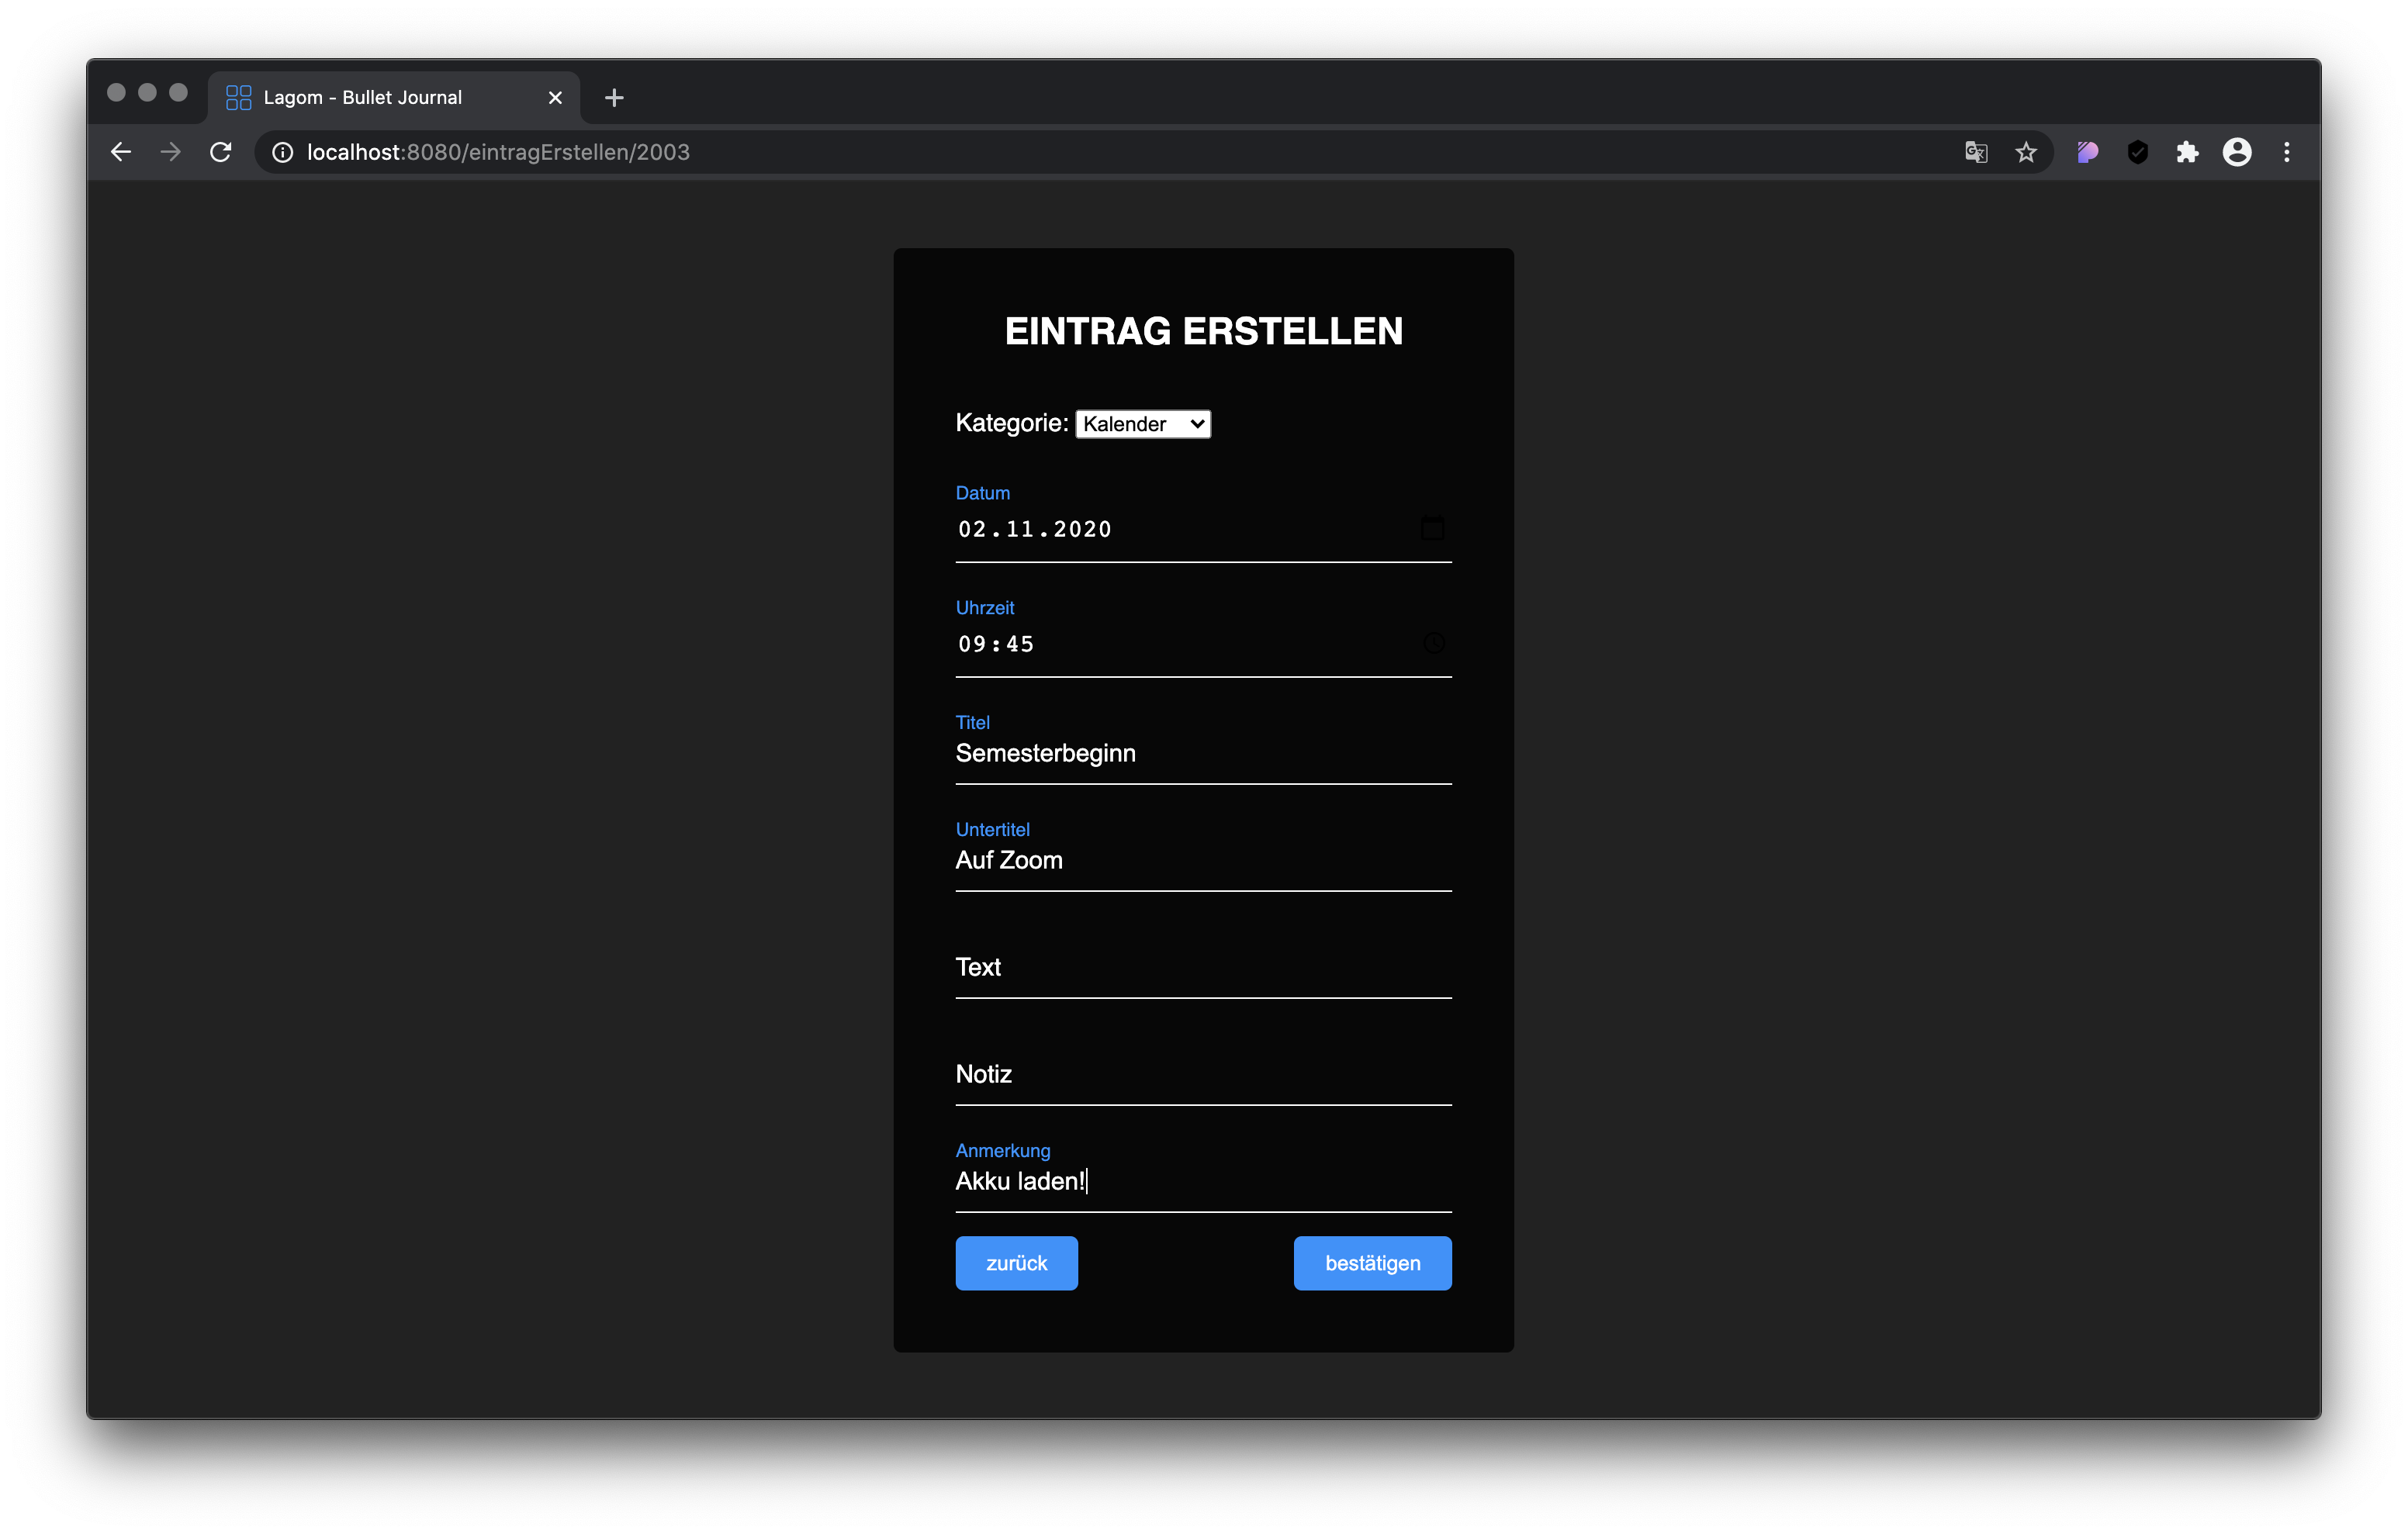 Lagom - Bullet Journal
localhost:8080/eintragErstellen/2003
EINTRAG ERSTELLEN
Kategorie: Kalender
Datum
02.11.2020
Uhrzeit
09:45
Titel
Semesterbeginn
Untertitel
Auf Zoom
Text
Notiz
Anmerkung
Akku laden!
zurück bestätigen